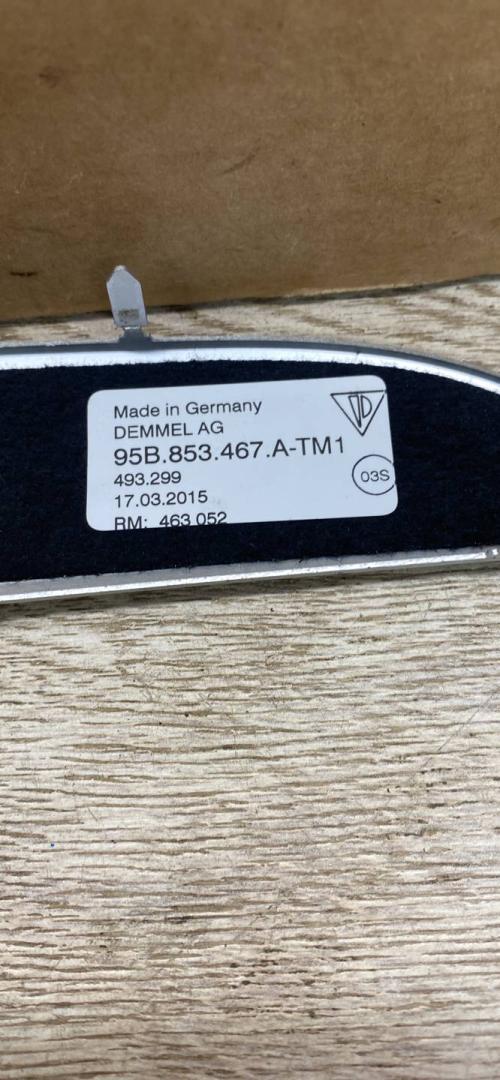 Made in Germany
DEMMEL AG
95B.853.467.A-TM1
493.299
03S
17.03.2015
RM: 463 052